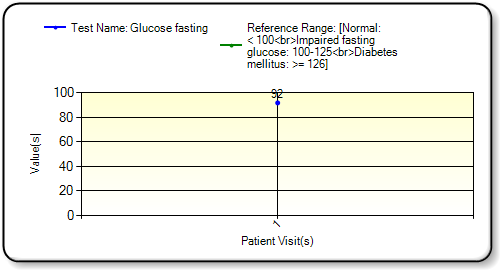 Test Name: Glucose fasting
Reference Range: [Normal:
< 100<br>Impaired fasting
glucose: 100-125<br>Diabetes
mellitus: >= 126]
92
100
80
60
40
20
0
Value(s)
Patient Visit(s)